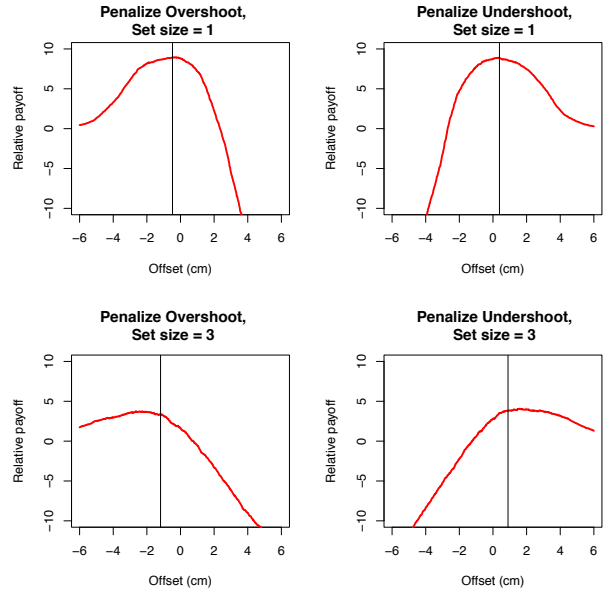 Penalize Overshoot,
Set size = 1
Relative payoff
10
5
0
−5
−10
−6 −4 −2 0 2 4 6
Offset (cm)
Penalize Undershoot,
Set size = 1
Relative payoff
10
5
0
−5
−10
−6 −4 −2 0 2 4 6
Offset (cm)
Penalize Overshoot,
Set size = 3
Relative payoff
10
5
0
−5
−10
−6 −4 −2 0 2 4 6
Offset (cm)
Penalize Undershoot,
Set size = 3
Relative payoff
10
5
0
−5
−10
−6 −4 −2 0 2 4 6
Offset (cm)